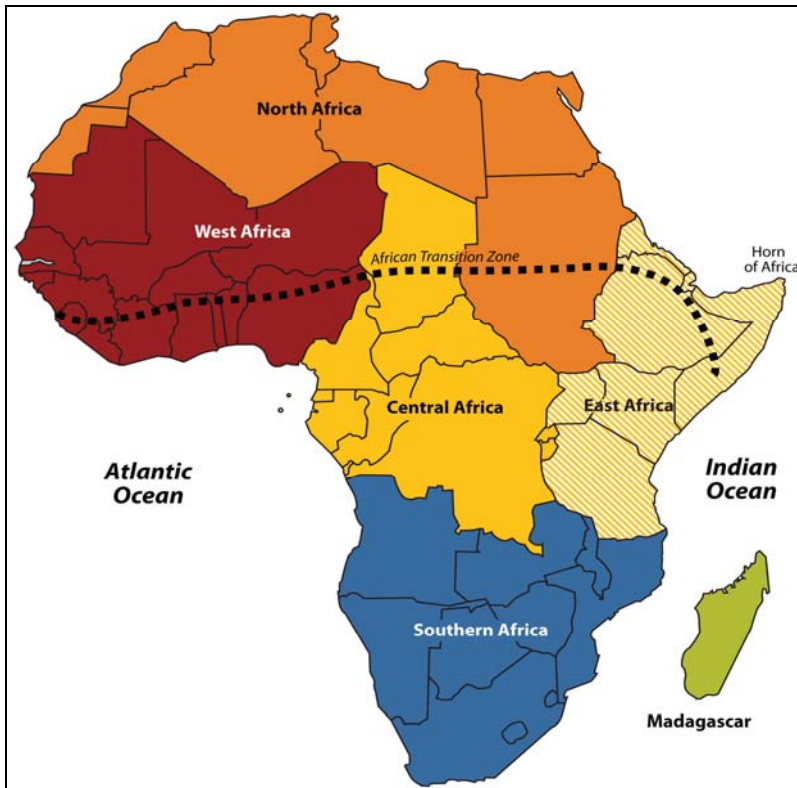 North Africa
West Africa
African Transition Zone
Horn
of Africa
Central Africa
East Africa
Atlantic
Ocean
Indian
Ocean
Southern Africa
Madagascar